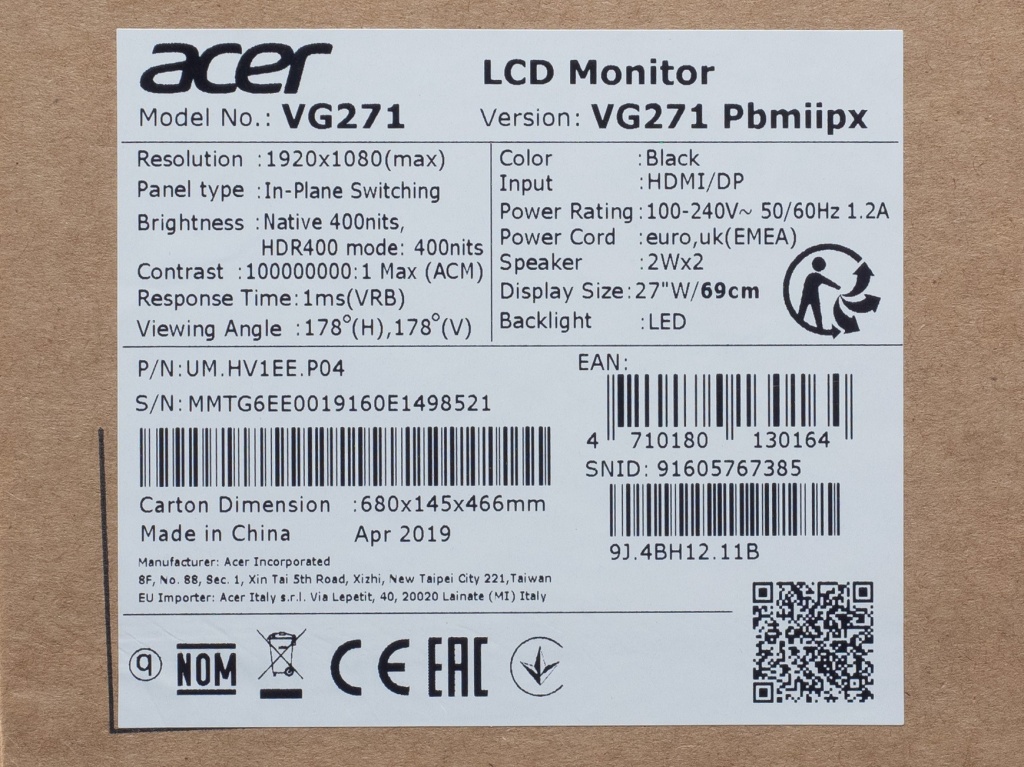 acer
LCD Monitor
Model No.: VG271
Version: VG271 Pbmiipx
Resolution :1920x1080(max)
Panel type :In-Plane Switching
Brightness :Native 400nits,
HDR400 mode: 400nits
Contrast :100000000:1 Max (ACM)
Response Time:1ms(VRB)
Viewing Angle :178°(H),178°(V)
Color :Black
Input :HDMI/DP
Power Rating:100-240V~ 50/60Hz 1.2A
Power Cord :euro,uk(EMEA)
Speaker :2Wx2
Display Size:27"W/69cm
Backlight :LED
P/N:UM.HV1EE.P04
S/N:MMTG6EE0019160E1498521
Carton Dimension :680x145x466mm
Made in China Apr 2019
Manufacturer: Acer Incorporated
8F, No. 88, Sec. 1, Xin Tai 5th Road, Xizhi, New Taipei City 221,Taiwan
EU Importer: Acer Italy s.r.l. Via Lepetit, 40, 20020 Lainate (MI) Italy
EAN:
4 710180 130164
SNID: 91605767385
9J.4BH12.11B
q NOM CE EAC